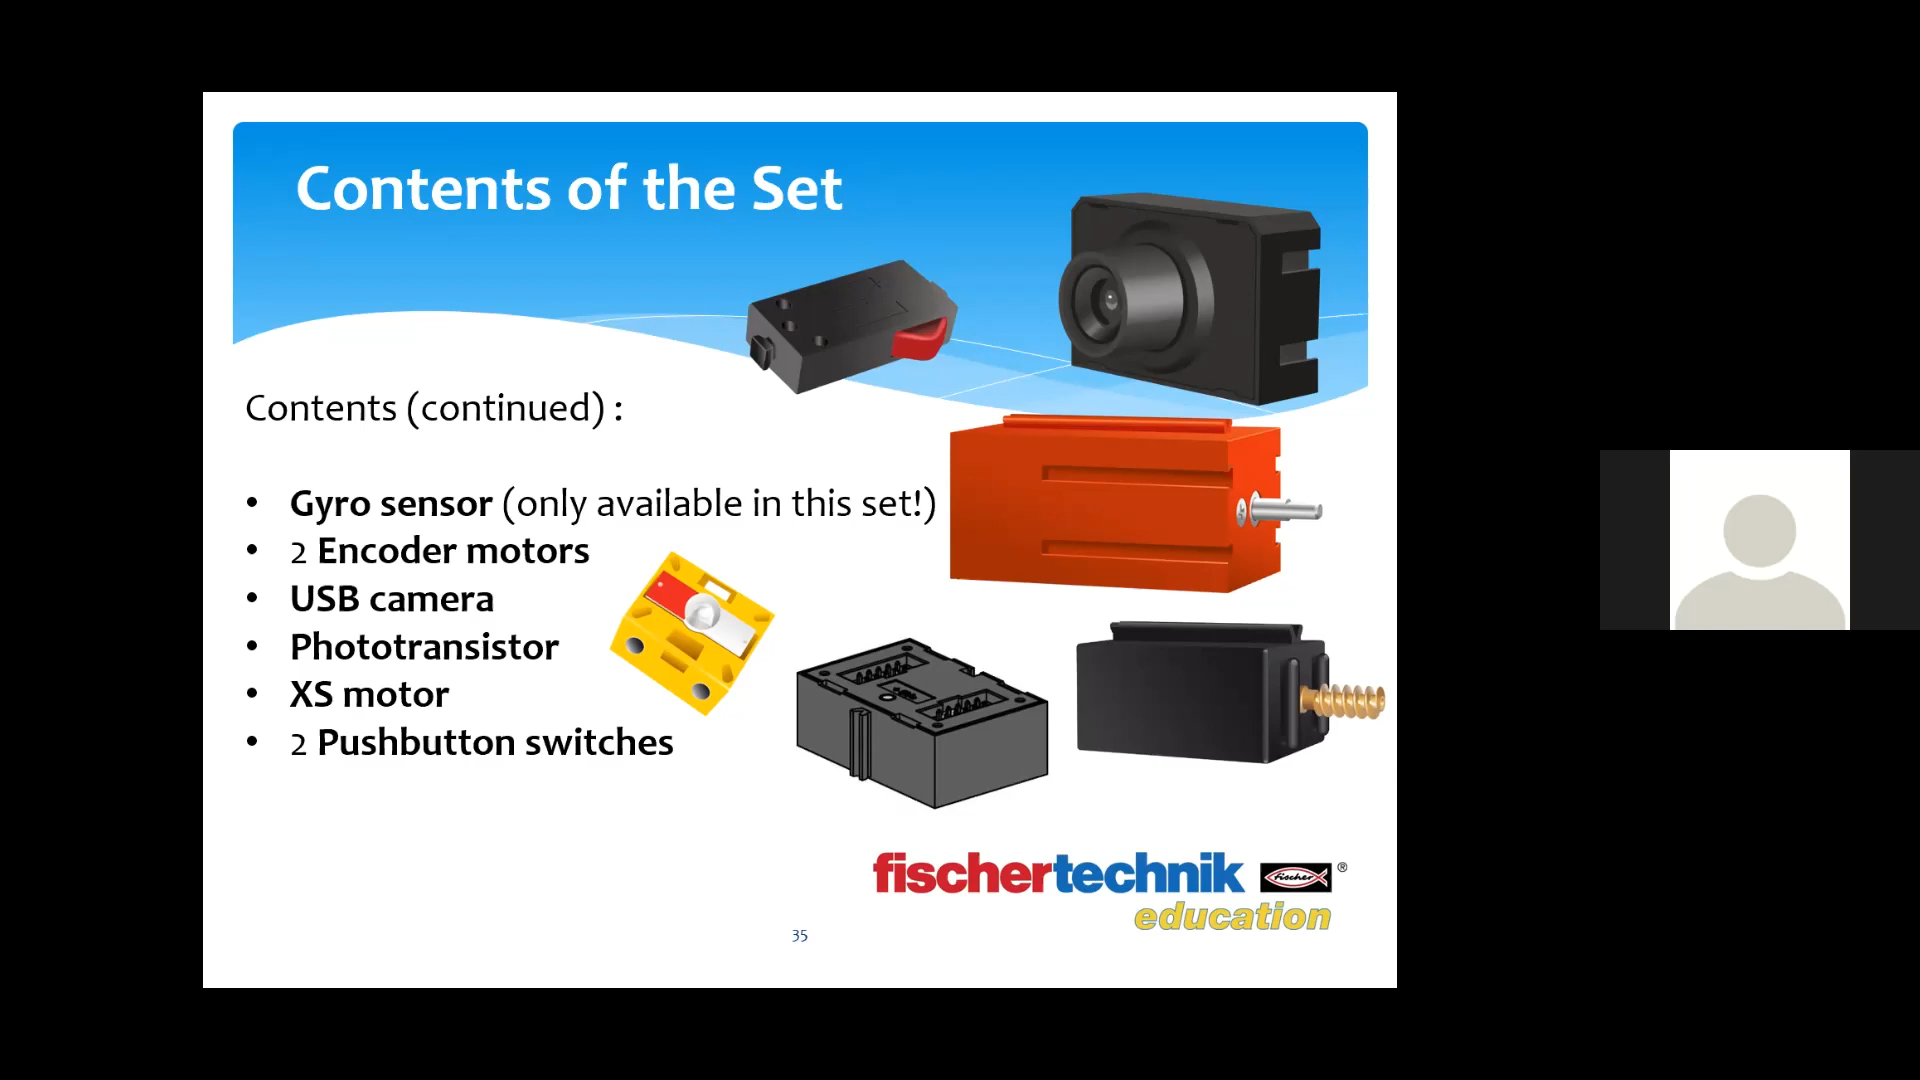 Contents of the Set
Contents (continued) :
• Gyro sensor (only available in this set!)
• 2 Encoder motors
• USB camera
• Phototransistor
• XS motor
• 2 Pushbutton switches
fischertechnik fischer ®
education
35